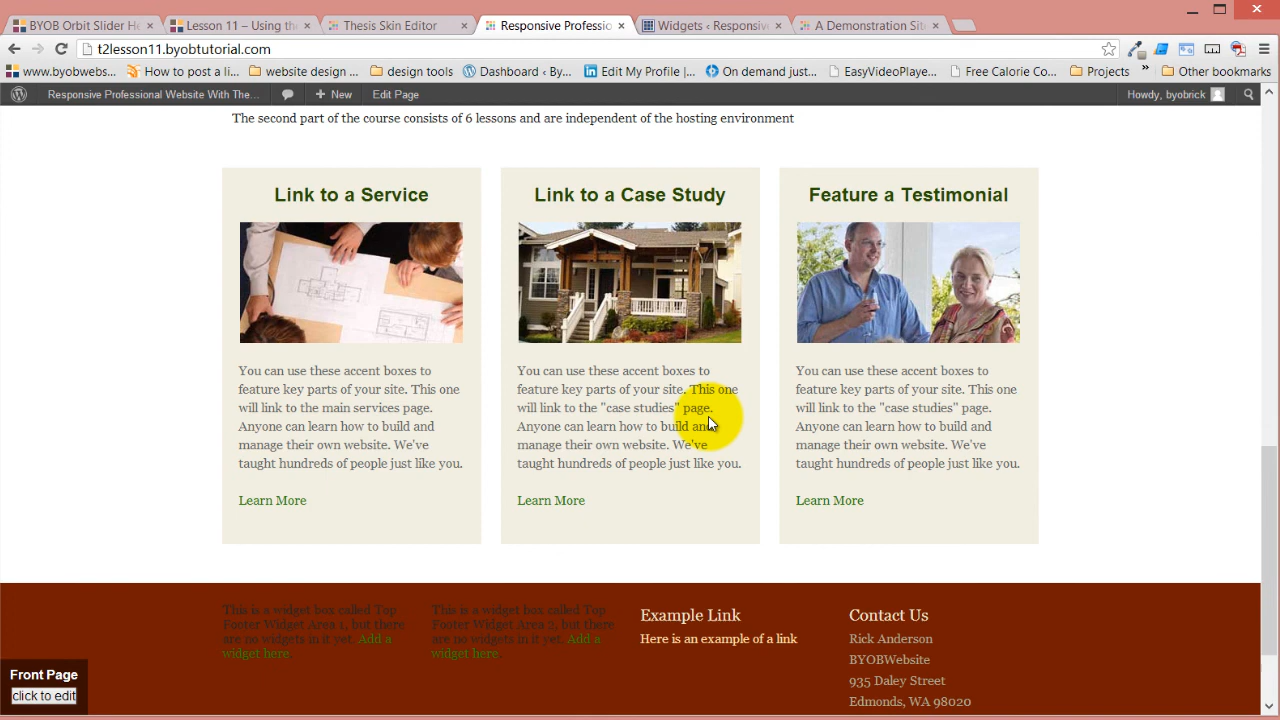 BYOB Orbit Slider He
Lesson 11 – Using th
Thesis Skin Editor
Responsive Professio
Widgets ‹ Responsive
A Demonstration Site
t2lesson11.byobtutorial.com
www.byobwebs...
How to post a li...
website design ...
design tools
Dashboard ‹ By...
Edit My Profile |...
On demand just...
EasyVideoPlaye...
Free Calorie Co...
Projects
Other bookmarks
Responsive Professional Website With The...
New
Edit Page
Howdy, byobrick
The second part of the course consists of 6 lessons and are independent of the hosting environment
Link to a Service
You can use these accent boxes to
feature key parts of your site. This one
will link to the main services page.
Anyone can learn how to build and
manage their own website. We've
taught hundreds of people just like you.
Learn More
Link to a Case Study
You can use these accent boxes to
feature key parts of your site. This one
will link to the "case studies" page.
Anyone can learn how to build and
manage their own website. We've
taught hundreds of people just like you.
Learn More
Feature a Testimonial
You can use these accent boxes to
feature key parts of your site. This one
will link to the "case studies" page.
Anyone can learn how to build and
manage their own website. We've
taught hundreds of people just like you.
Learn More
This is a widget box called Top
Footer Widget Area 1, but there
are no widgets in it yet. Add a
widget here
This is a widget box called Top
Footer Widget Area 2, but there
are no widgets in it yet. Add a
widget here
Example Link
Here is an example of a link
Contact Us
Rick Anderson
BYOBWebsite
935 Daley Street
Edmonds, WA 98020
Front Page
click to edit